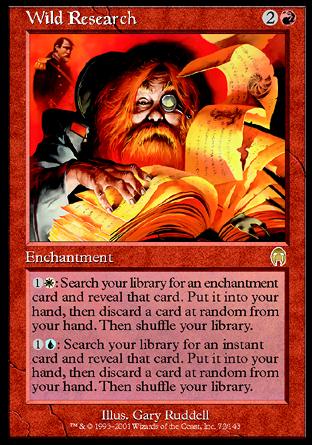 Wild Research 2
Enchantment
1 : Search your library for an enchantment
card and reveal that card. Put it into your
hand, then discard a card at random from
your hand. Then shuffle your library.
1 : Search your library for an instant
card and reveal that card. Put it into your
hand, then discard a card at random from
your hand. Then shuffle your library.
Illus. Gary Ruddell
™ & © 1993–2001 Wizards of the Coast, Inc. 72/143